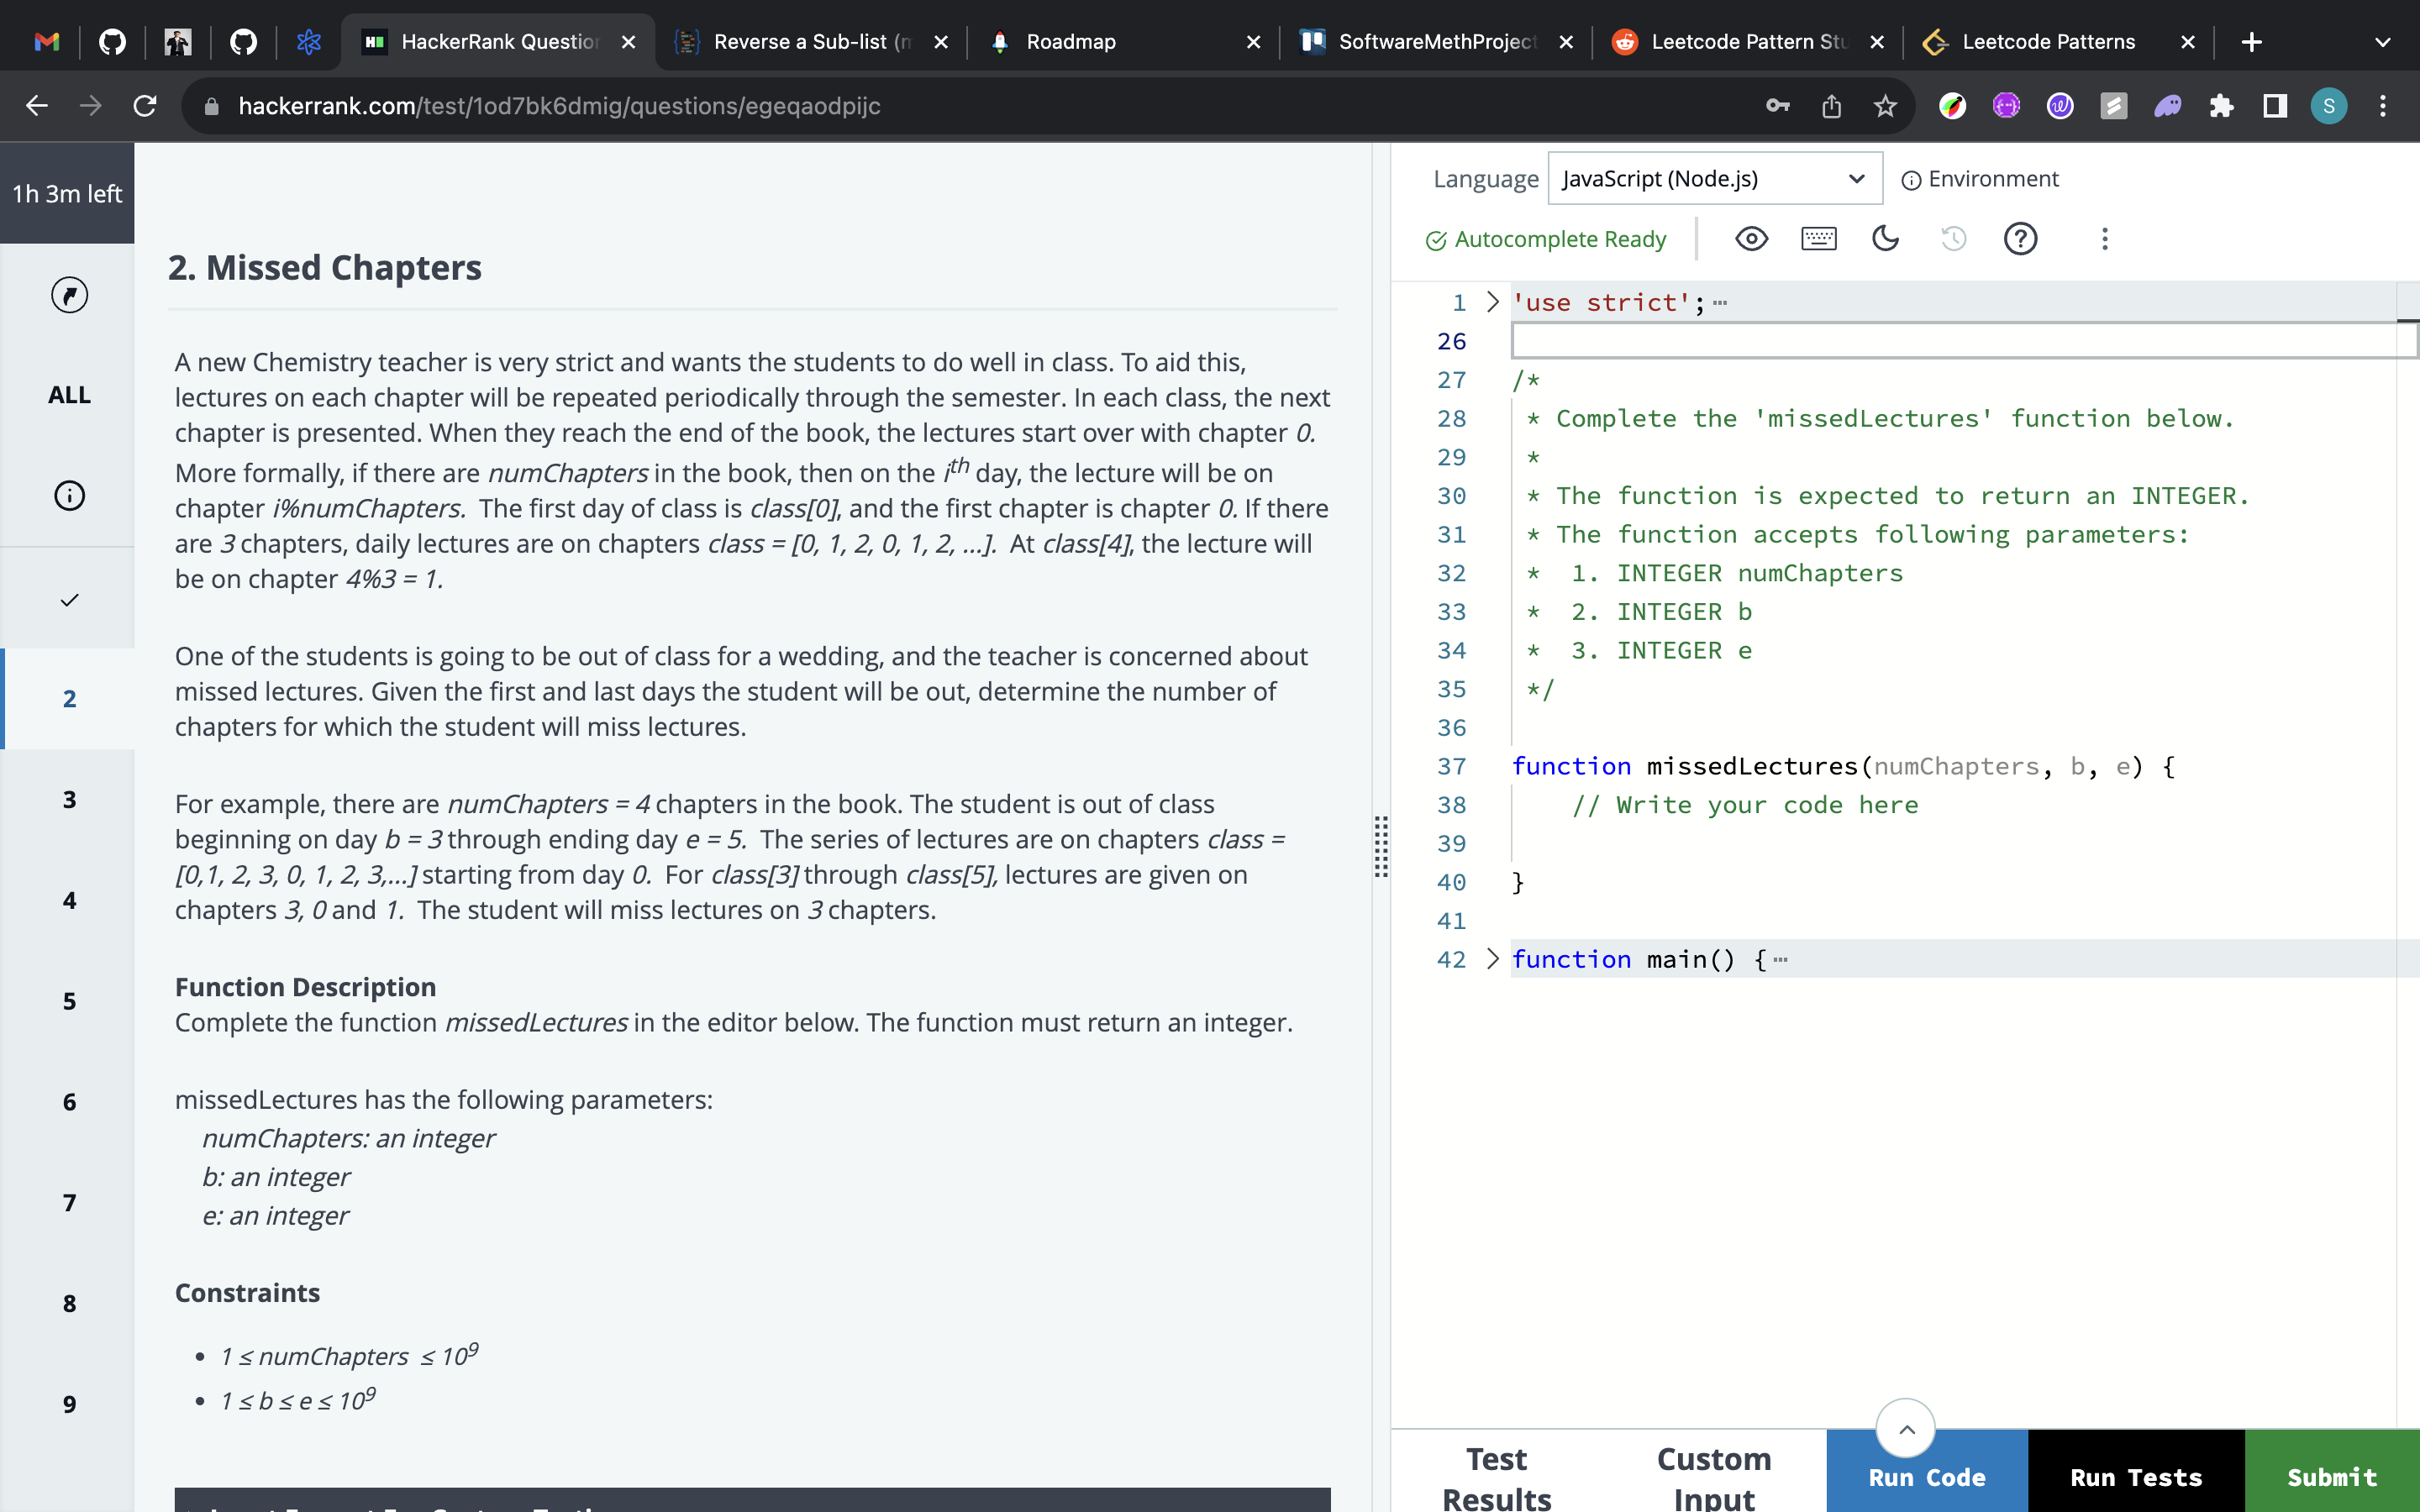 HackerRank Question
Reverse a Sub-list (m
Roadmap
SoftwareMethProject
Leetcode Pattern Stu
Leetcode Patterns
hackerrank.com/test/1od7bk6dmig/questions/egeqaodpijc
S
1h 3m left
ALL
2
3
4
5
6
7
8
9
2. Missed Chapters
A new Chemistry teacher is very strict and wants the students to do well in class. To aid this,
lectures on each chapter will be repeated periodically through the semester. In each class, the next
chapter is presented. When they reach the end of the book, the lectures start over with chapter 0.
More formally, if there are numChapters in the book, then on the ith day, the lecture will be on
chapter i%numChapters. The first day of class is class[0], and the first chapter is chapter 0. If there
are 3 chapters, daily lectures are on chapters class = [0, 1, 2, 0, 1, 2, ...]. At class[4], the lecture will
be on chapter 4%3 = 1.
One of the students is going to be out of class for a wedding, and the teacher is concerned about
missed lectures. Given the first and last days the student will be out, determine the number of
chapters for which the student will miss lectures.
For example, there are numChapters = 4 chapters in the book. The student is out of class
beginning on day b = 3 through ending day e = 5. The series of lectures are on chapters class =
[0,1, 2, 3, 0, 1, 2, 3,...] starting from day 0. For class[3] through class[5], lectures are given on
chapters 3, 0 and 1. The student will miss lectures on 3 chapters.
Function Description
Complete the function missedLectures in the editor below. The function must return an integer.
missedLectures has the following parameters:
numChapters: an integer
b: an integer
e: an integer
Constraints
• 1 ≤ numChapters ≤ 10^9
• 1 ≤ b ≤ e ≤ 10^9
Language JavaScript (Node.js) Environment
Autocomplete Ready
1 'use strict'; ⋯
26
27 /*
28 * Complete the 'missedLectures' function below.
29 *
30 * The function is expected to return an INTEGER.
31 * The function accepts following parameters:
32 *  1. INTEGER numChapters
33 *  2. INTEGER b
34 *  3. INTEGER e
35 */
36
37 function missedLectures(numChapters, b, e) {
38 // Write your code here
39
40 }
41
42 function main() { ⋯
Test Results
Custom Input
Run Code
Run Tests
Submit